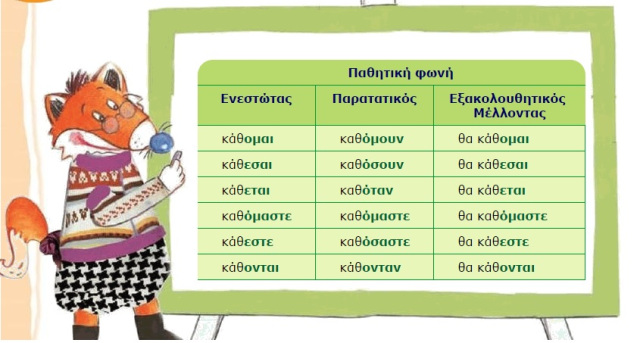 Παθητική φωνή
Ενεστώτας Παρατατικός Εξακολουθητικός
Μέλλοντας
κάθομαι καθόμουν θα κάθομαι
κάθεσαι καθόσουν θα κάθεσαι
κάθεται καθόταν θα κάθεται
καθόμαστε καθόμαστε θα καθόμαστε
κάθεστε καθόσαστε θα κάθεστε
κάθονται κάθονταν θα κάθονται